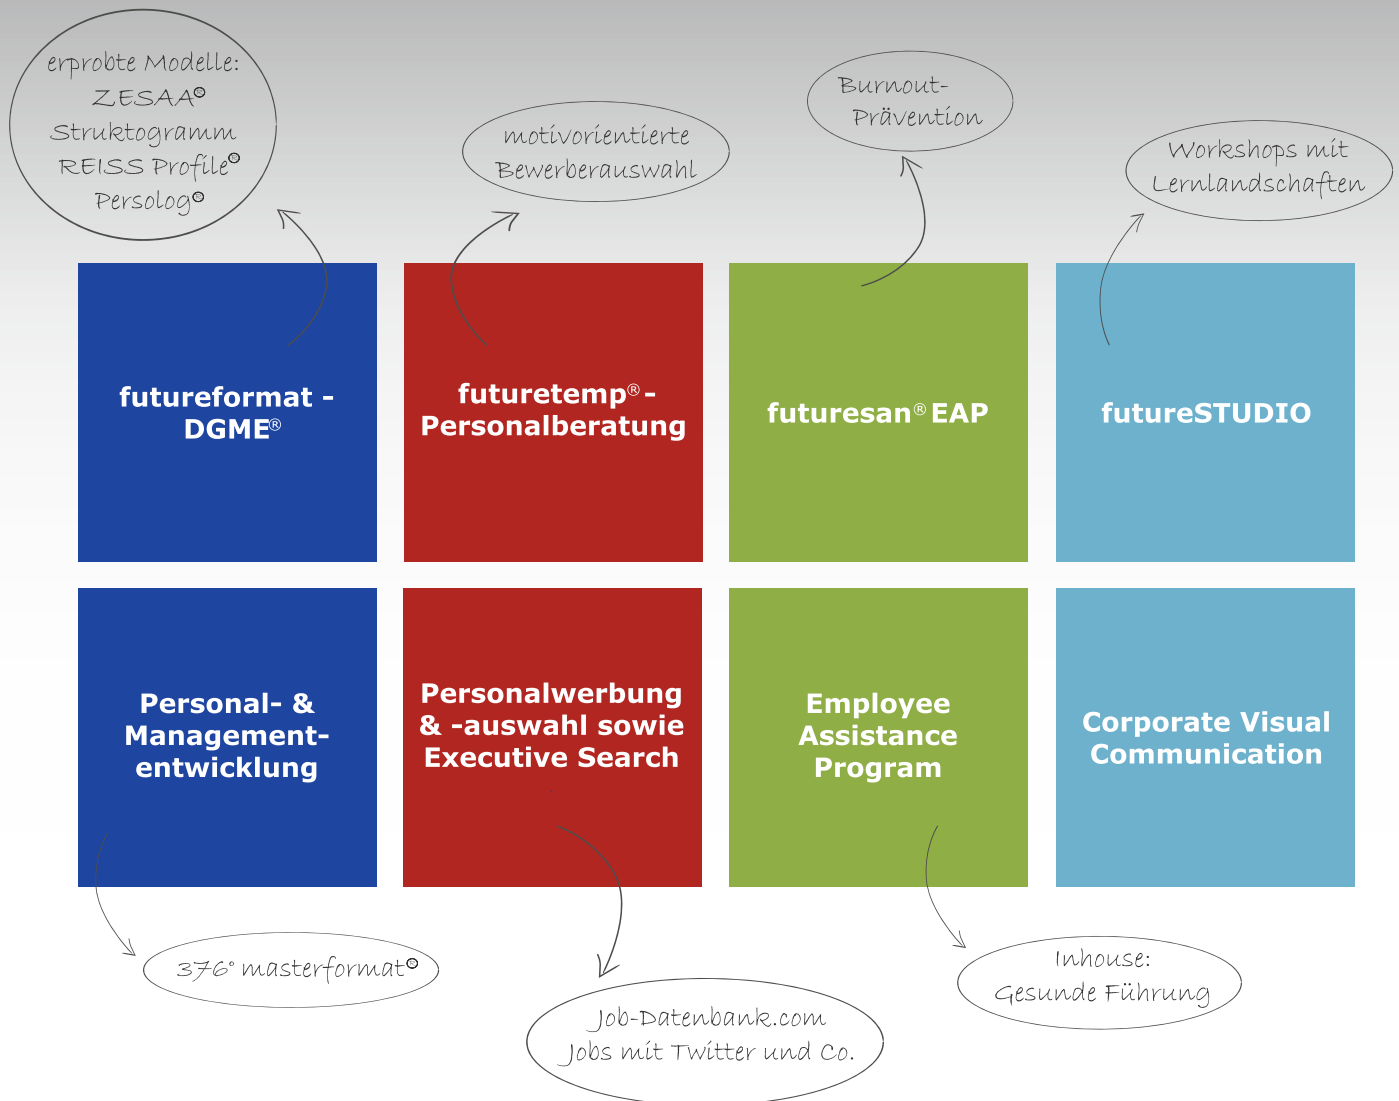 erprobte Modelle:
ZESAA®
Struktogramm
REISS Profile®
Persolog®
motivorientierte
Bewerberauswahl
Burnout-
Prävention
Workshops mit
Lernlandschaften
futureformat -
DGME®
futuretemp® -
Personalberatung
futuresan® EAP
futureSTUDIO
Personal- &
Management-
entwicklung
Personalwerbung
& -auswahl sowie
Executive Search
Employee
Assistance
Program
Corporate Visual
Communication
376° masterformat®
Job-Datenbank.com
Jobs mit Twitter und Co.
Inhouse:
Gesunde Führung